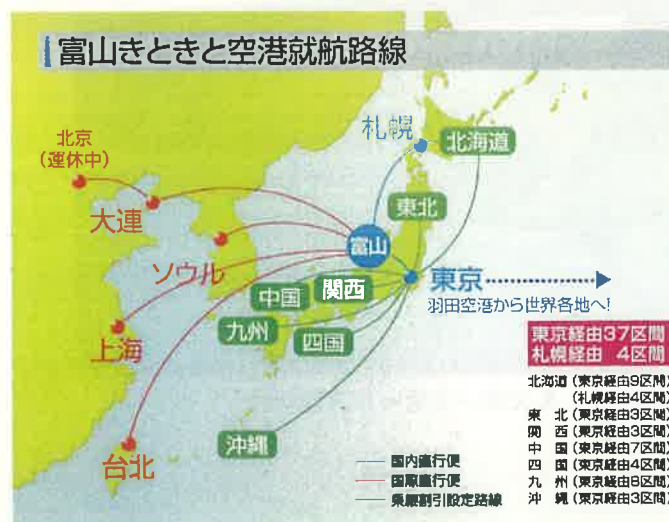 富山きときと空港就航路線
北京
(運休中)
札幌
北海道
大連
東北
富山
ソウル
東京
羽田空港から世界各地へ!
中国
関西
九州
四国
上海
東京経由37区間
札幌経由 4区間
台北
沖縄
国内直行便
国際直行便
乗継割引設定路線
北海道(東京経由9区間)
(札幌経由4区間)
東 北(東京経由3区間)
関 西(東京経由3区間)
中 国(東京経由7区間)
四 国(東京経由4区間)
九 州(東京経由8区間)
沖 縄(東京経由3区間)